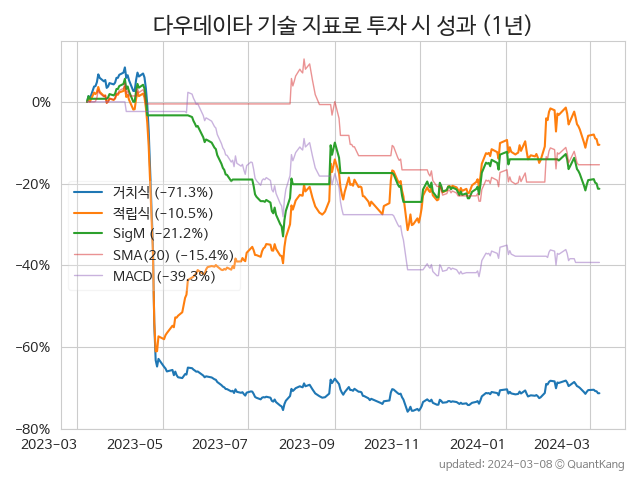 다우데이타 기술 지표로 투자 시 성과 (1년)
0%
−20%
−40%
−60%
−80%
거치식 (−71.3%)
적립식 (−10.5%)
SigM (−21.2%)
SMA(20) (−15.4%)
MACD (−39.3%)
2023-03 2023-05 2023-07 2023-09 2023-11 2024-01 2024-03
updated: 2024-03-08 © QuantKang